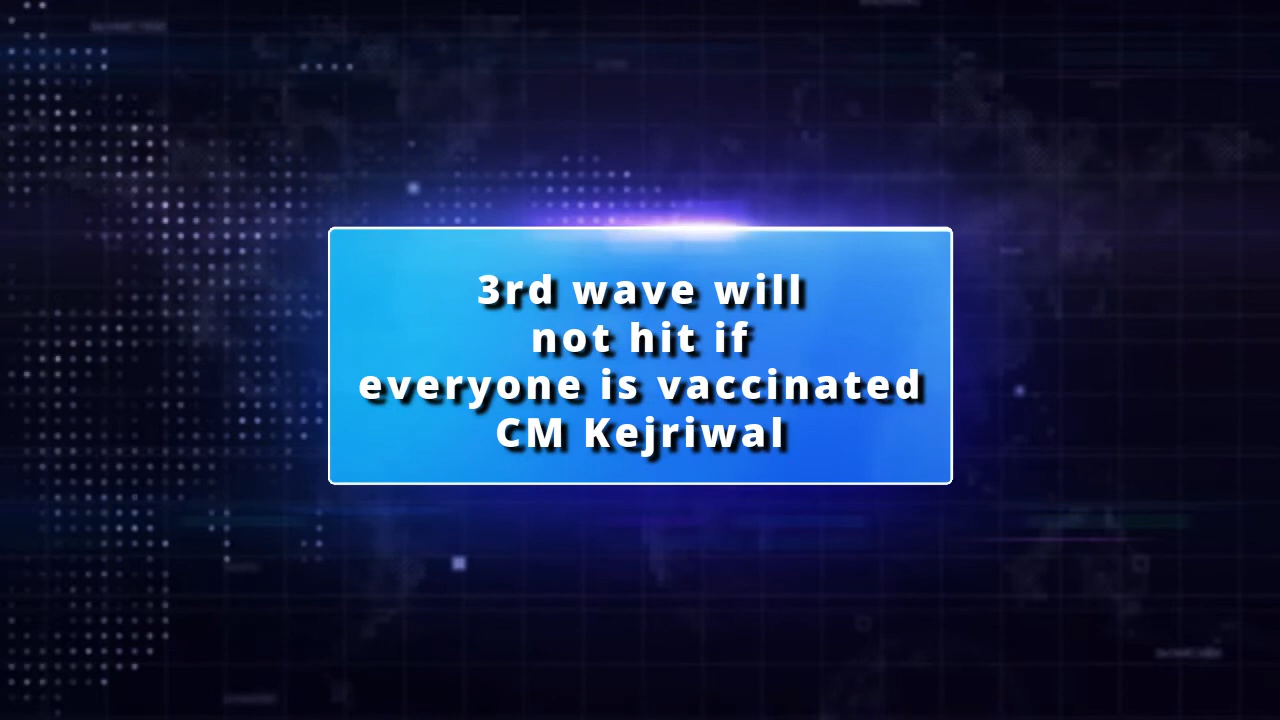 3rd wave will
not hit if
everyone is vaccinated
CM Kejriwal